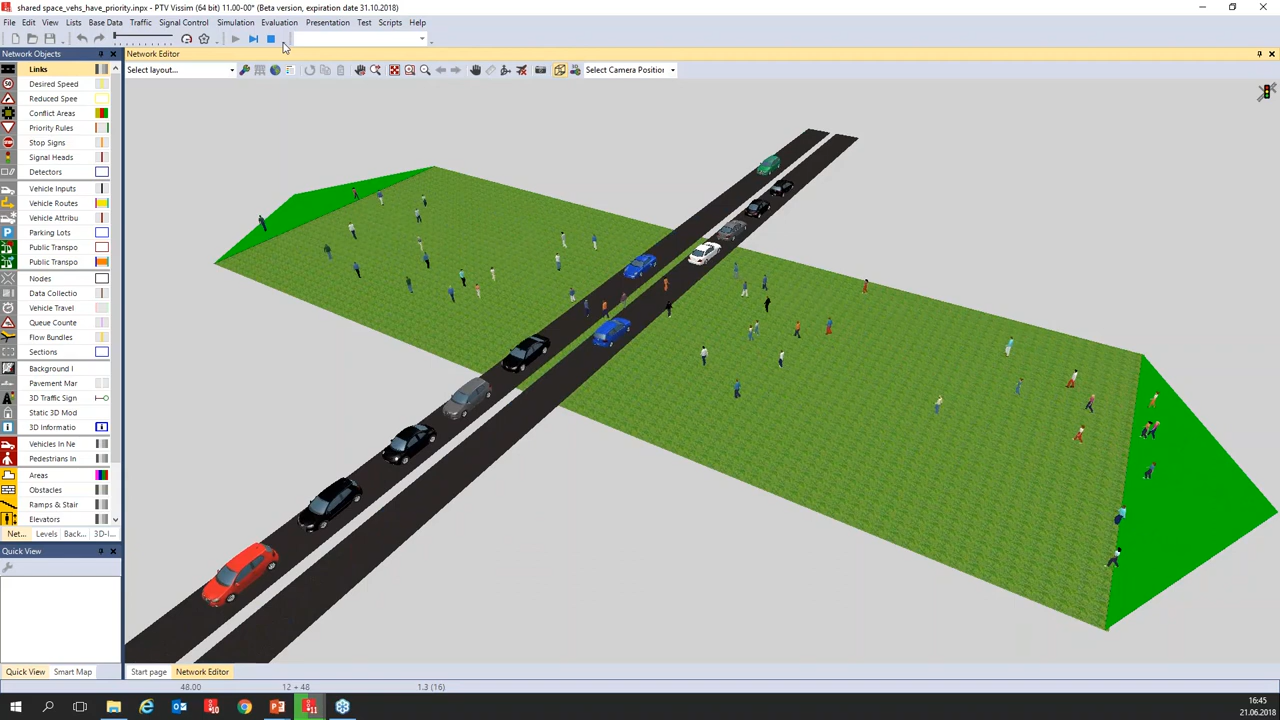 shared space_vehs_have_priority.inpx - PTV Vissim (64 bit) 11.00-00* (Beta version, expiration date 31.10.2018)
File Edit View Lists Base Data Traffic Signal Control Simulation Evaluation Presentation Test Scripts Help
Network Objects
Network Editor
Select layout...
Select Camera Position
Links
Desired Speed
Reduced Spee
Conflict Areas
Priority Rules
Stop Signs
Signal Heads
Detectors
Vehicle Inputs
Vehicle Routes
Vehicle Attribu
Parking Lots
Public Transpo
Public Transpo
Nodes
Data Collectio
Vehicle Travel
Queue Counte
Flow Bundles
Sections
Background I
Pavement Mar
3D Traffic Sign
Static 3D Mod
3D Informatio
Vehicles In Ne
Pedestrians In
Areas
Obstacles
Ramps & Stair
Elevators
Net... Levels Back... 3D-I...
Quick View
Quick View Smart Map
Start page Network Editor
48.00 12 + 48 1.3 (16)
16:45
21.06.2018